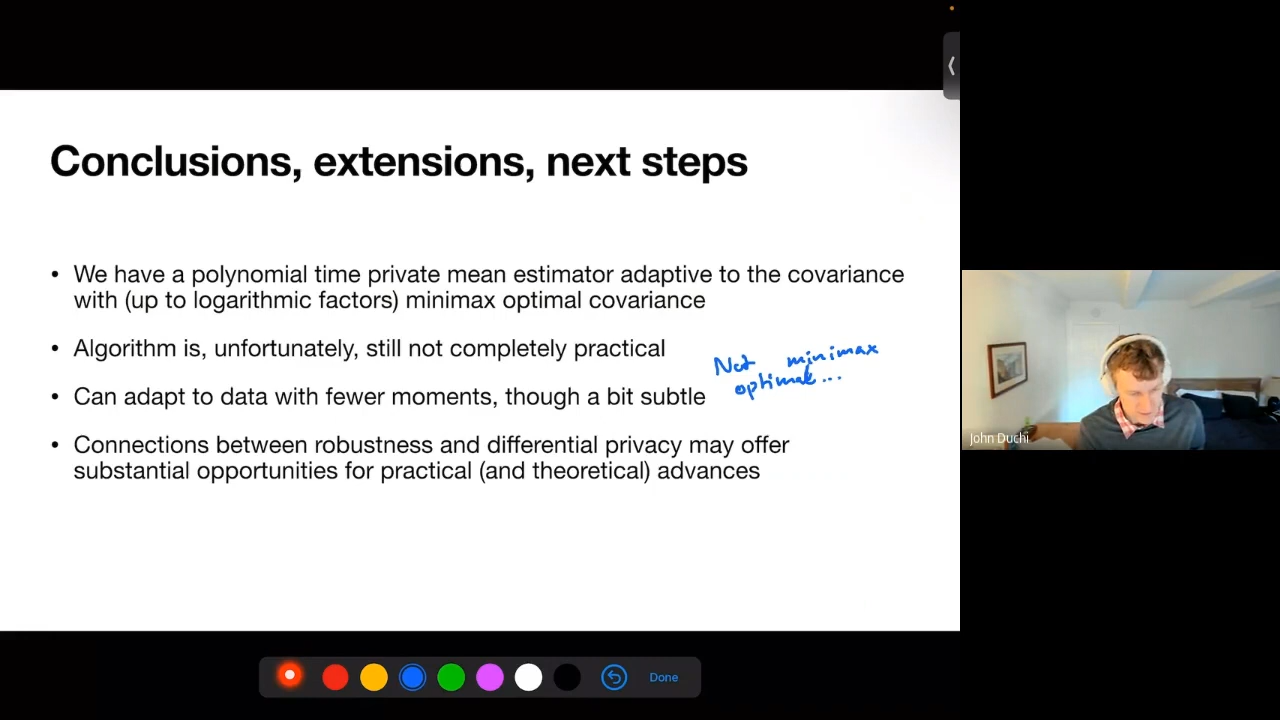 Conclusions, extensions, next steps
• We have a polynomial time private mean estimator adaptive to the covariance
with (up to logarithmic factors) minimax optimal covariance
• Algorithm is, unfortunately, still not completely practical
Not minimax
optimal...
• Can adapt to data with fewer moments, though a bit subtle
• Connections between robustness and differential privacy may offer
substantial opportunities for practical (and theoretical) advances
John Duchi
Done